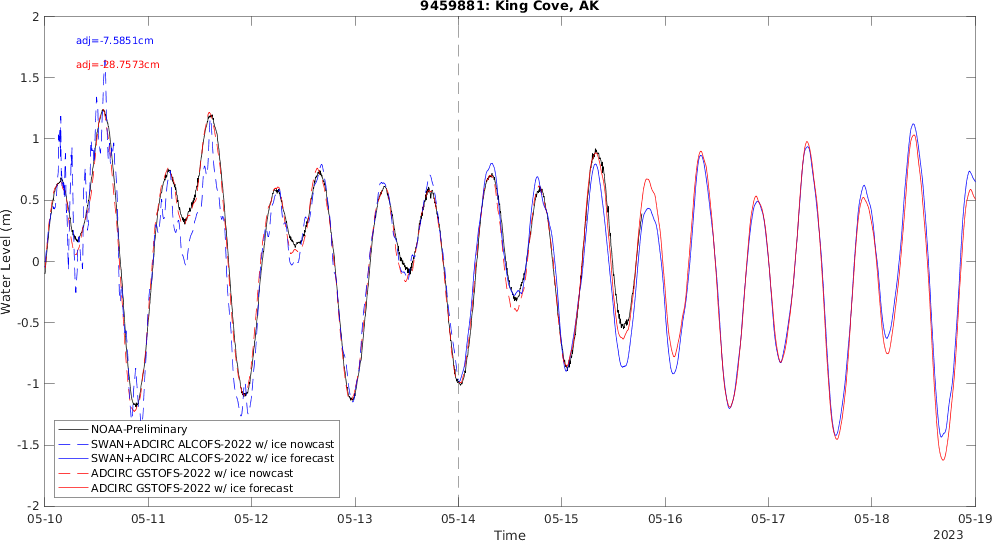 9459881: King Cove, AK
adj=-7.5851cm
adj=-28.7573cm
2
1.5
1
0.5
0
-0.5
-1
-1.5
-2
Water Level (m)
NOAA-Preliminary
SWAN+ADCIRC ALCOFS-2022 w/ ice nowcast
SWAN+ADCIRC ALCOFS-2022 w/ ice forecast
ADCIRC GSTOFS-2022 w/ ice nowcast
ADCIRC GSTOFS-2022 w/ ice forecast
05-10 05-11 05-12 05-13 05-14 05-15 05-16 05-17 05-18 05-19
Time
2023